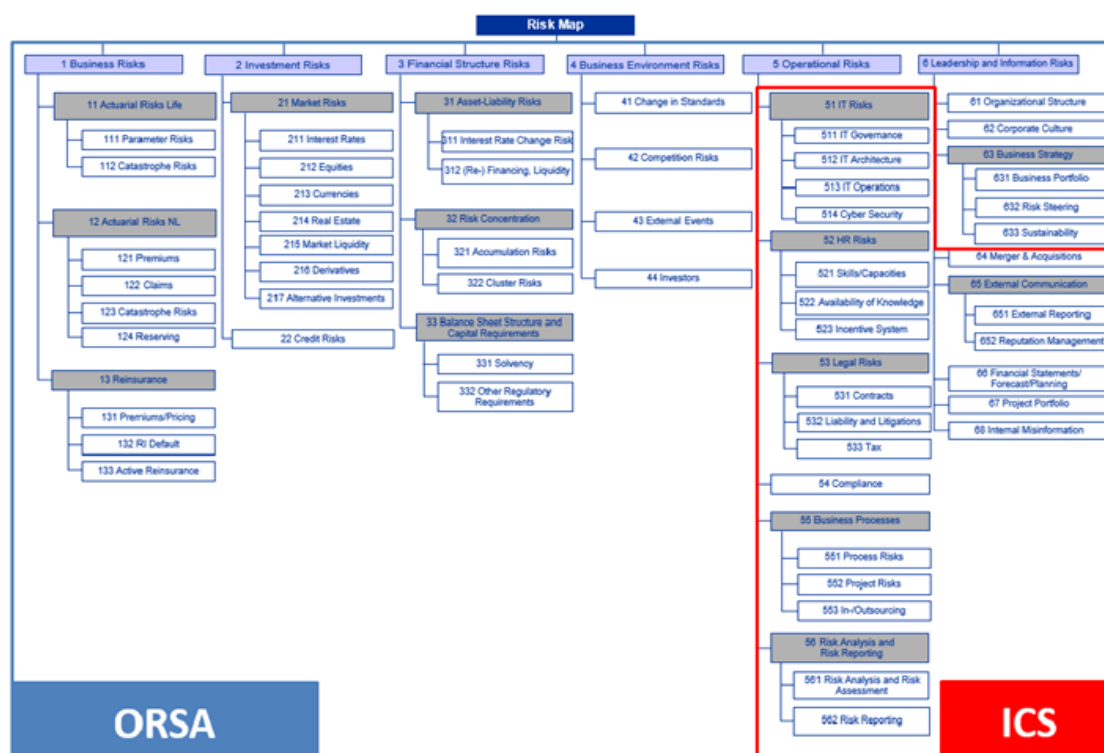 Risk Map
1 Business Risks
11 Actuarial Risks Life
111 Parameter Risks
112 Catastrophe Risks
12 Actuarial Risks NL
121 Premiums
122 Claims
123 Catastrophe Risks
124 Reserving
13 Reinsurance
131 Premiums/Pricing
132 RI Default
133 Active Reinsurance
2 Investment Risks
21 Market Risks
211 Interest Rates
212 Equities
213 Currencies
214 Real Estate
215 Market Liquidity
216 Derivatives
217 Alternative Investments
22 Credit Risks
3 Financial Structure Risks
31 Asset-Liability Risks
311 Interest Rate Change Risk
312 (Re-) Financing, Liquidity
32 Risk Concentration
321 Accumulation Risks
322 Cluster Risks
33 Balance Sheet Structure and
Capital Requirements
331 Solvency
332 Other Regulatory
Requirements
4 Business Environment Risks
41 Change in Standards
42 Competition Risks
43 External Events
44 Investors
5 Operational Risks
51 IT Risks
511 IT Governance
512 IT Architecture
513 IT Operations
514 Cyber Security
52 HR Risks
521 Skills/Capacities
522 Availability of Knowledge
523 Incentive System
53 Legal Risks
531 Contracts
532 Liability and Litigations
533 Tax
54 Compliance
55 Business Processes
551 Process Risks
552 Project Risks
553 In-/Outsourcing
56 Risk Analysis and
Risk Reporting
561 Risk Analysis and Risk
Assessment
562 Risk Reporting
6 Leadership and Information Risks
61 Organizational Structure
62 Corporate Culture
63 Business Strategy
631 Business Portfolio
632 Risk Steering
633 Sustainability
64 Merger & Acquisitions
65 External Communication
651 External Reporting
652 Reputation Management
66 Financial Statements/
Forecast/Planning
67 Project Portfolio
68 Internal Misinformation
ORSA
ICS